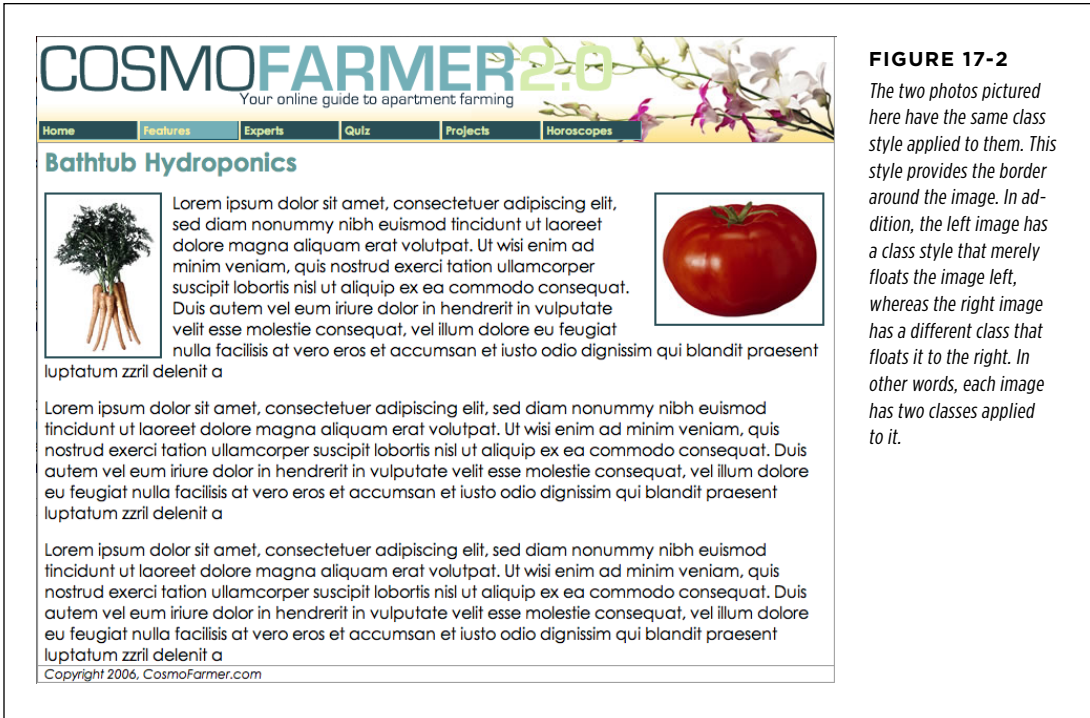 COSMOFARMER2.0
Your online guide to apartment farming
Home Features Experts Quiz Projects Horoscopes
Bathtub Hydroponics
Lorem ipsum dolor sit amet, consectetuer adipiscing elit,
sed diam nonummy nibh euismod tincidunt ut laoreet
dolore magna aliquam erat volutpat. Ut wisi enim ad
minim veniam, quis nostrud exerci tation ullamcorper
suscipit lobortis nisl ut aliquip ex ea commodo consequat.
Duis autem vel eum iriure dolor in hendrerit in vulputate
velit esse molestie consequat, vel illum dolore eu feugiat
nulla facilisis at vero eros et accumsan et iusto odio dignissim qui blandit praesent
luptatum zzril delenit a
Lorem ipsum dolor sit amet, consectetuer adipiscing elit, sed diam nonummy nibh euismod
tincidunt ut laoreet dolore magna aliquam erat volutpat. Ut wisi enim ad minim veniam, quis
nostrud exerci tation ullamcorper suscipit lobortis nisl ut aliquip ex ea commodo consequat. Duis
autem vel eum iriure dolor in hendrerit in vulputate velit esse molestie consequat, vel illum dolore
eu feugiat nulla facilisis at vero eros et accumsan et iusto odio dignissim qui blandit praesent
luptatum zzril delenit a
Lorem ipsum dolor sit amet, consectetuer adipiscing elit, sed diam nonummy nibh euismod
tincidunt ut laoreet dolore magna aliquam erat volutpat. Ut wisi enim ad minim veniam, quis
nostrud exerci tation ullamcorper suscipit lobortis nisl ut aliquip ex ea commodo consequat. Duis
autem vel eum iriure dolor in hendrerit in vulputate velit esse molestie consequat, vel illum dolore
eu feugiat nulla facilisis at vero eros et accumsan et iusto odio dignissim qui blandit praesent
luptatum zzril delenit a
Copyright 2006, CosmoFarmer.com
FIGURE 17-2
The two photos pictured
here have the same class
style applied to them. This
style provides the border
around the image. In ad-
dition, the left image has
a class style that merely
floats the image left,
whereas the right image
has a different class that
floats it to the right. In
other words, each image
has two classes applied
to it.